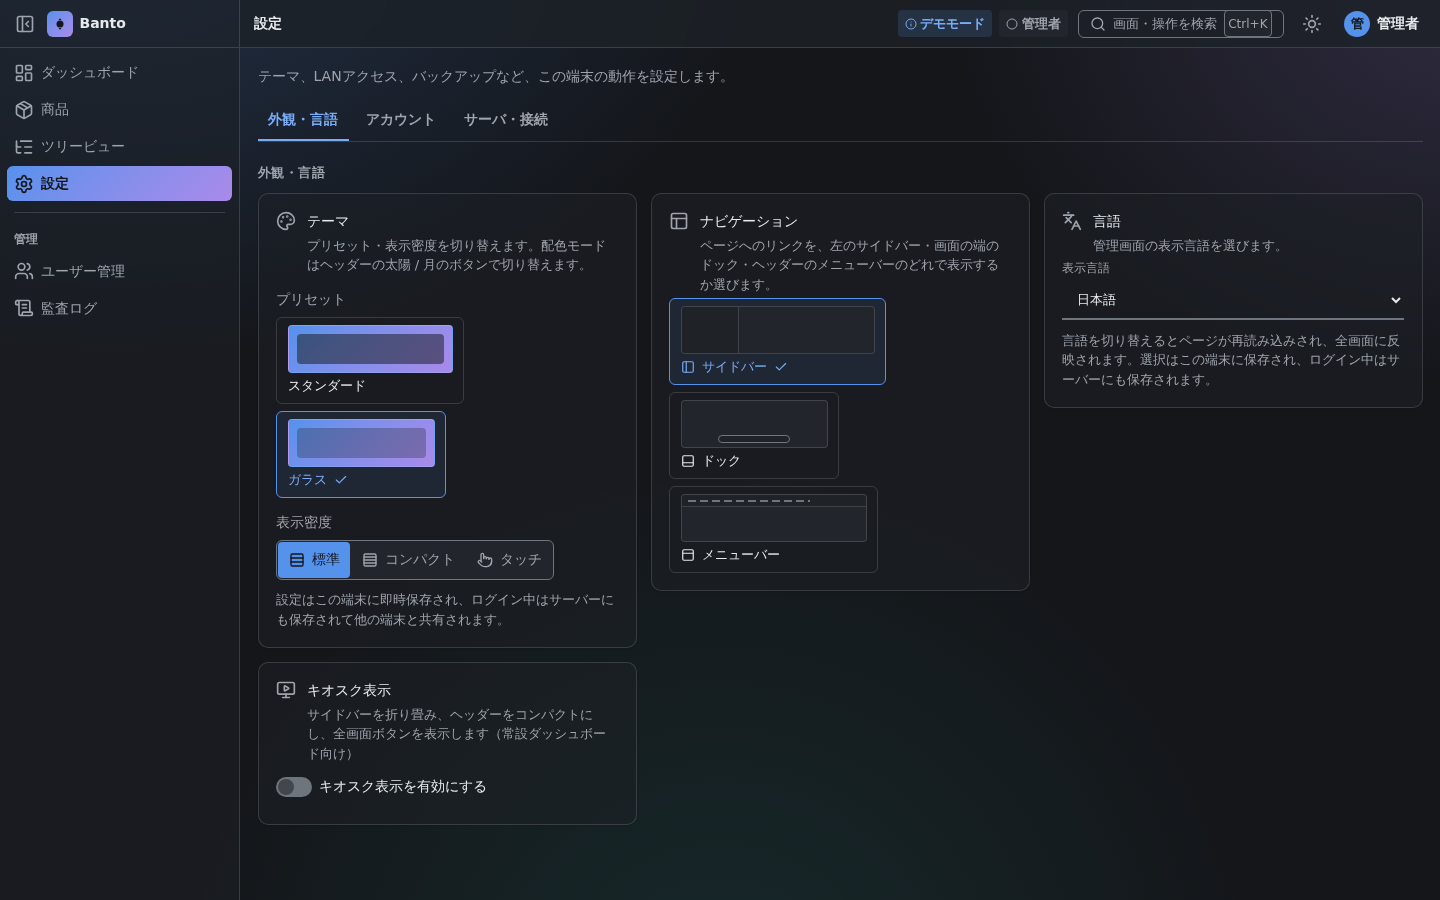 Banto
設定
デモモード
管理者
画面・操作を検索 Ctrl+K
管 管理者
ダッシュボード
商品
ツリービュー
設定
管理
ユーザー管理
監査ログ
テーマ、LANアクセス、バックアップなど、この端末の動作を設定します。
外観・言語 アカウント サーバ・接続
外観・言語
テーマ
プリセット・表示密度を切り替えます。配色モード
はヘッダーの太陽 / 月のボタンで切り替えます。
プリセット
スタンダード
ガラス
表示密度
標準 コンパクト タッチ
設定はこの端末に即時保存され、ログイン中はサーバーに
も保存されて他の端末と共有されます。
キオスク表示
サイドバーを折り畳み、ヘッダーをコンパクトに
し、全画面ボタンを表示します（常設ダッシュボー
ド向け）
キオスク表示を有効にする
ナビゲーション
ページへのリンクを、左のサイドバー・画面の端の
ドック・ヘッダーのメニューバーのどれで表示する
か選びます。
サイドバー
ドック
メニューバー
言語
管理画面の表示言語を選びます。
表示言語
日本語
言語を切り替えるとページが再読み込みされ、全画面に反
映されます。選択はこの端末に保存され、ログイン中はサ
ーバーにも保存されます。